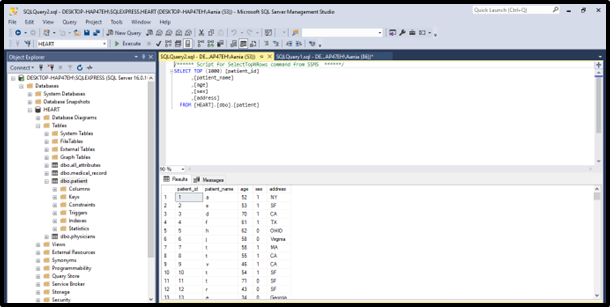 SQLQuery2.sql - DESKTOP-HAP47EH\SQLEXPRESS.HEART (DESKTOP-HAP47EH\Aania (53)) - Microsoft SQL Server Management Studio
Quick Launch (Ctrl+Q)
File Edit View Query Project Tools Window Help
New Query
HEART
Execute
Object Explorer
Connect
DESKTOP-HAP47EH\SQLEXPRESS (SQL Server 16.0.1
Databases
System Databases
Database Snapshots
HEART
Database Diagrams
Tables
System Tables
FileTables
External Tables
Graph Tables
dbo.all_attributes
dbo.medical_record
dbo.patient
Columns
Keys
Constraints
Triggers
Indexes
Statistics
dbo.physicians
Views
External Resources
Synonyms
Programmability
Query Store
Service Broker
Storage
Security
SQLQuery2.sql - DE...AP47EH\Aania (53))
SQLQuery1.sql - DE...AP47EH\Aania (86))*
/****** Script for SelectTopNRows command from SSMS ******/
SELECT TOP (1000) [patient_id]
,[patient_name]
,[age]
,[sex]
,[address]
FROM [HEART].[dbo].[patient]
90 %
Results Messages
patient_id patient_name age sex address
1 1 a 52 1 NY
2 2 x 53 1 SF
3 3 d 70 1 CA
4 4 f 61 1 TX
5 5 h 62 0 OHIO
6 6 j 58 0 Virginia
7 7 t 58 1 MA
8 8 t 55 1 CA
9 9 v 46 1 CA
10 10 t 54 1 SF
11 11 t 71 0 SF
12 12 r 43 0 SF
13 13 e 34 0 Georgia